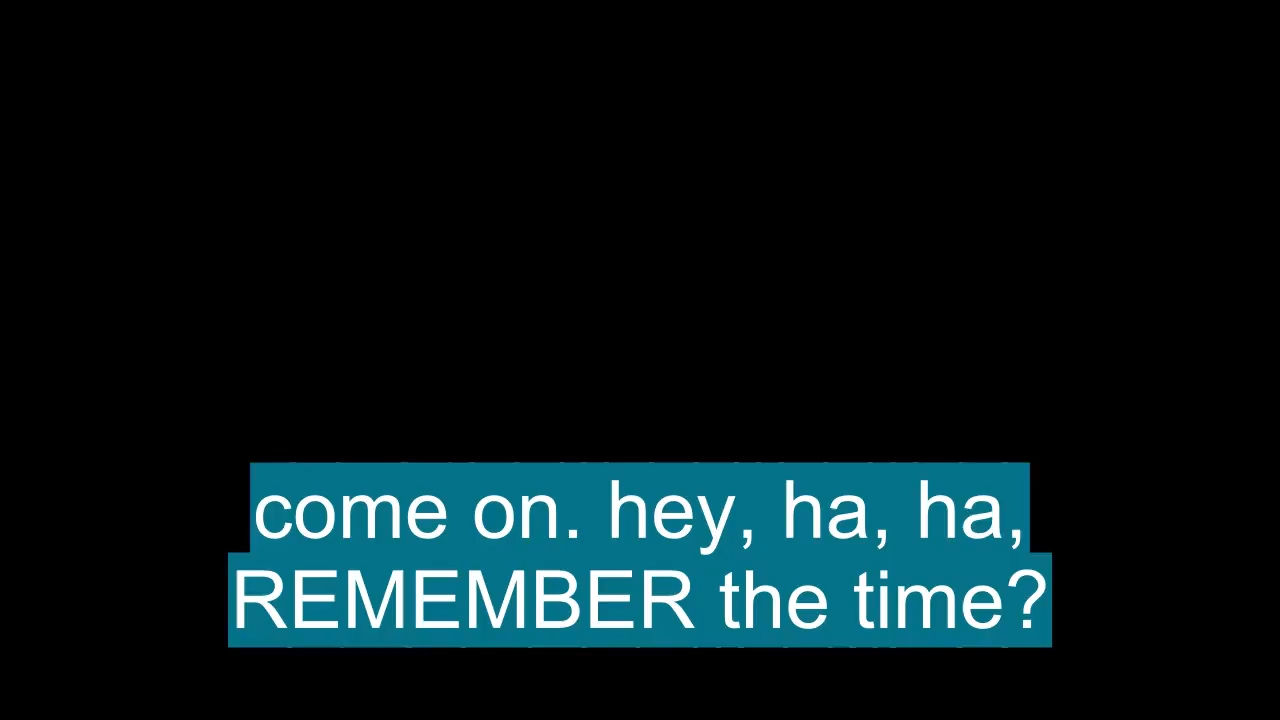 come on. hey, ha, ha,
REMEMBER the time?